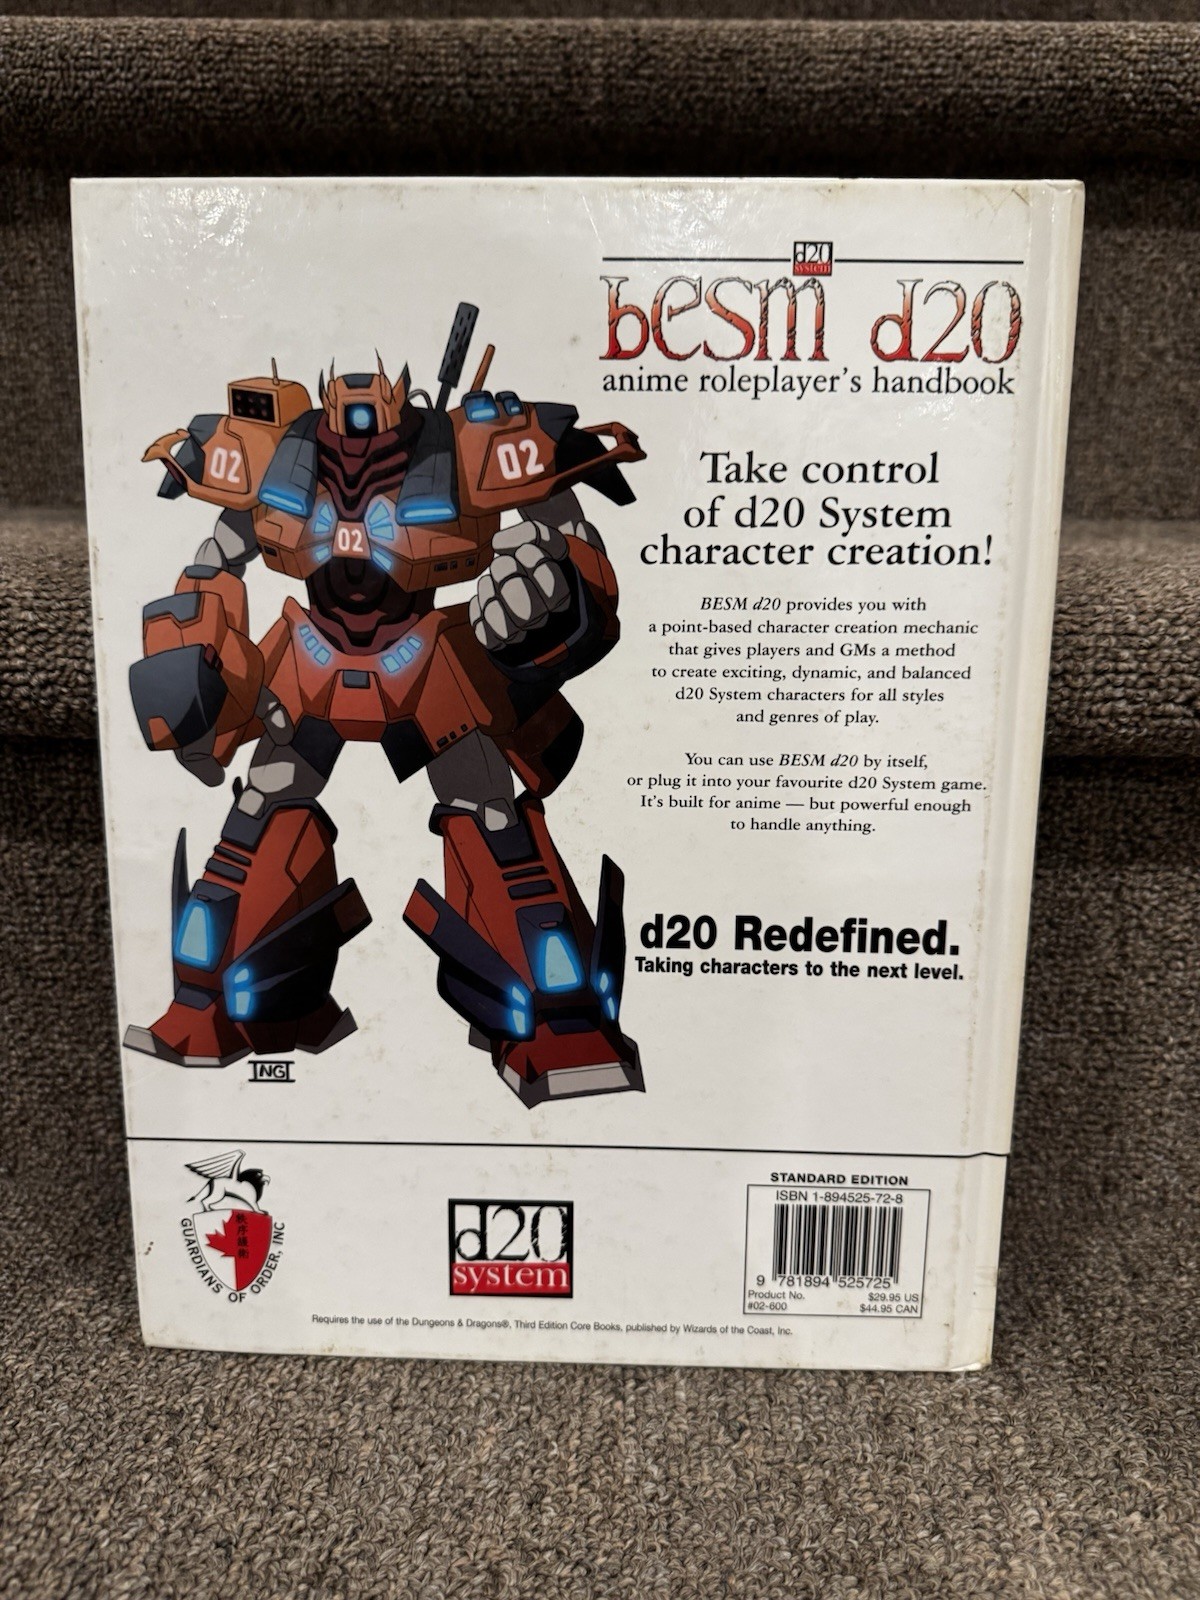 d20
system
besm d20
anime roleplayer's handbook
Take control
of d20 System
character creation!
BESM d20 provides you with
a point-based character creation mechanic
that gives players and GMs a method
to create exciting, dynamic, and balanced
d20 System characters for all styles
and genres of play.
You can use BESM d20 by itself,
or plug it into your favourite d20 System game.
It's built for anime — but powerful enough
to handle anything.
d20 Redefined.
Taking characters to the next level.
02
02
02
NG
GUARDIANS OF ORDER, INC
d20
system
STANDARD EDITION
ISBN 1-894525-72-8
9 781894 525725
Product No. $29.95 US
#02-600 $44.95 CAN
Requires the use of the Dungeons & Dragons®, Third Edition Core Books, published by Wizards of the Coast, Inc.